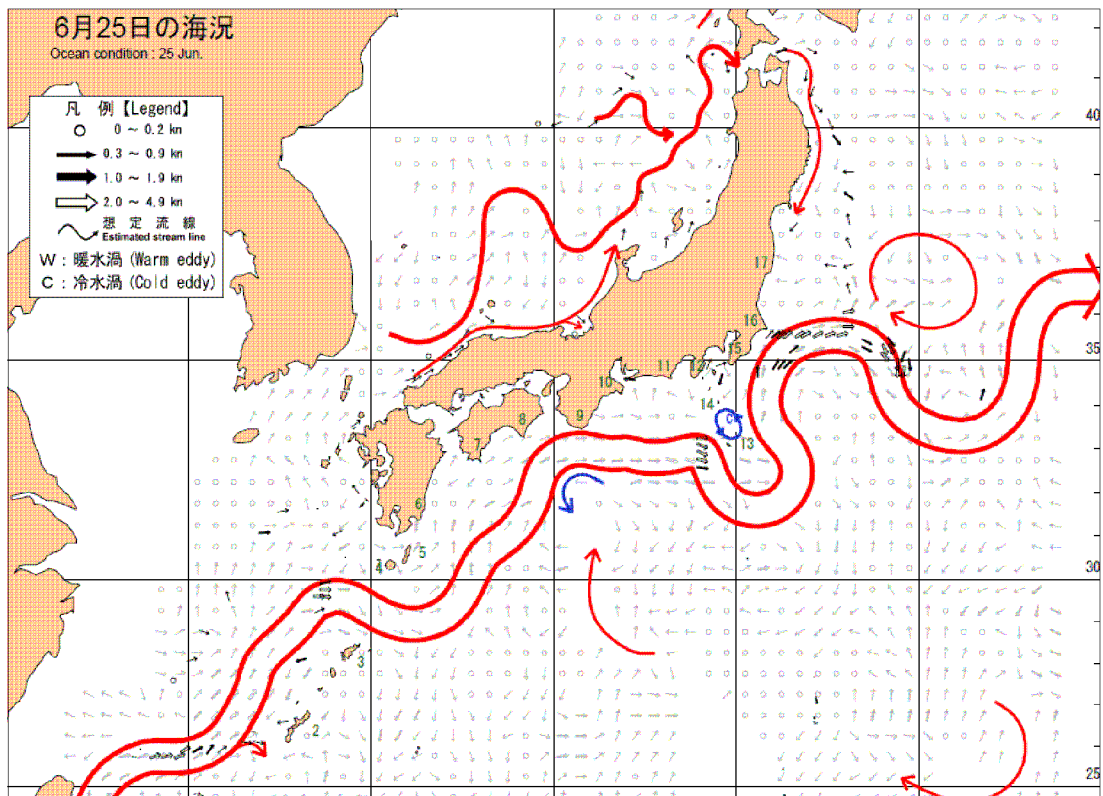 6月25日の海況
Ocean condition : 25 Jun.
凡 例【Legend】
0 ～ 0.2 kn
0.3 ～ 0.9 kn
1.0 ～ 1.9 kn
2.0 ～ 4.9 kn
想 定 流 線
Estimated stream line
W : 暖水渦 (Warm eddy)
C : 冷水渦 (Cold eddy)
40
17
16
15
35
12
11
10
14
9
8
13
7
C
6
5
4
30
3
2
25